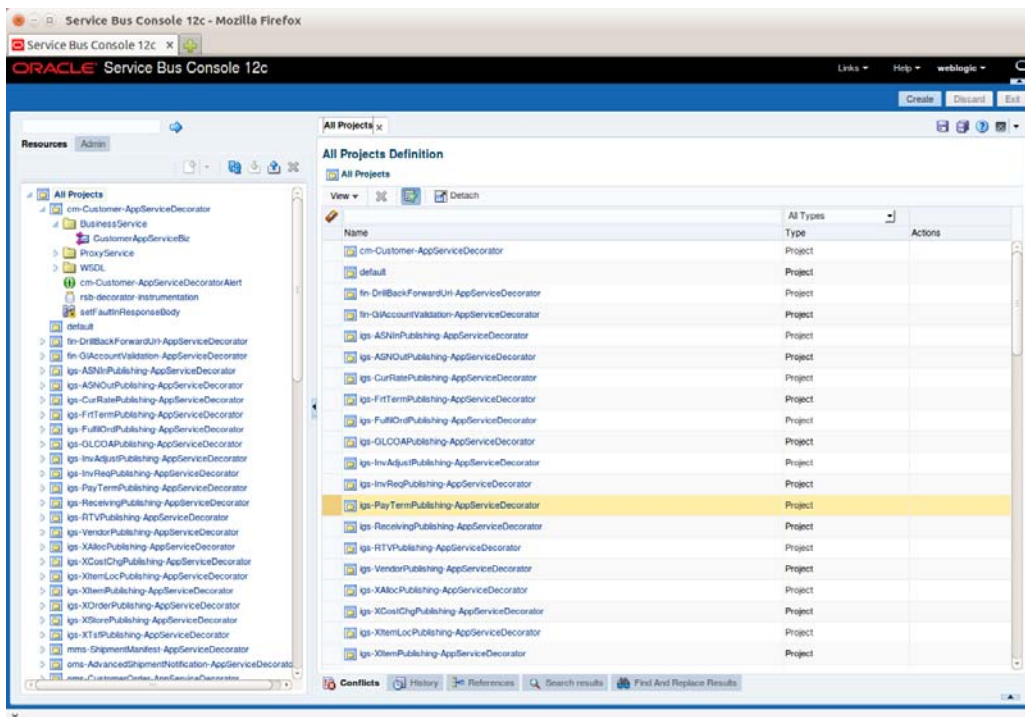 Service Bus Console 12c - Mozilla Firefox
Service Bus Console 12c
ORACLE Service Bus Console 12c
Links Help weblogic
Create Discard Exit
Resources Admin
All Projects
cm-Customer-AppServiceDecorator
BusinessService
CustomerAppServiceBiz
ProxyService
WSDL
cm-Customer-AppServiceDecoratorAlert
rsb-decorator-instrumentation
setFaultInResponseBody
default
fin-DrillBackForwardUrl-AppServiceDecorator
fin-GlAccountValidation-AppServiceDecorator
igs-ASNInPublishing-AppServiceDecorator
igs-ASNOutPublishing-AppServiceDecorator
igs-CurRatePublishing-AppServiceDecorator
igs-FrtTermPublishing-AppServiceDecorator
igs-FulfilOrdPublishing-AppServiceDecorator
igs-GLCOAPublishing-AppServiceDecorator
igs-InvAdjustPublishing-AppServiceDecorator
igs-InvReqPublishing-AppServiceDecorator
igs-PayTermPublishing-AppServiceDecorator
igs-ReceivingPublishing-AppServiceDecorator
igs-RTVPublishing-AppServiceDecorator
igs-VendorPublishing-AppServiceDecorator
igs-XAllocPublishing-AppServiceDecorator
igs-XCostChgPublishing-AppServiceDecorator
igs-XItemLocPublishing-AppServiceDecorator
igs-XItemPublishing-AppServiceDecorator
igs-XOrderPublishing-AppServiceDecorator
igs-XStorePublishing-AppServiceDecorator
igs-XTsfPublishing-AppServiceDecorator
mms-ShipmentManifest-AppServiceDecorator
oms-AdvancedShipmentNotification-AppServiceDecorato
oms-CustomerOrder-AppServiceDecorator
All Projects
All Projects Definition
All Projects
View Detach
All Types
Name Type Actions
cm-Customer-AppServiceDecorator Project
default Project
fin-DrillBackForwardUrl-AppServiceDecorator Project
fin-GlAccountValidation-AppServiceDecorator Project
igs-ASNInPublishing-AppServiceDecorator Project
igs-ASNOutPublishing-AppServiceDecorator Project
igs-CurRatePublishing-AppServiceDecorator Project
igs-FrtTermPublishing-AppServiceDecorator Project
igs-FulfilOrdPublishing-AppServiceDecorator Project
igs-GLCOAPublishing-AppServiceDecorator Project
igs-InvAdjustPublishing-AppServiceDecorator Project
igs-InvReqPublishing-AppServiceDecorator Project
igs-PayTermPublishing-AppServiceDecorator Project
igs-ReceivingPublishing-AppServiceDecorator Project
igs-RTVPublishing-AppServiceDecorator Project
igs-VendorPublishing-AppServiceDecorator Project
igs-XAllocPublishing-AppServiceDecorator Project
igs-XCostChgPublishing-AppServiceDecorator Project
igs-XItemLocPublishing-AppServiceDecorator Project
igs-XItemPublishing-AppServiceDecorator Project
Conflicts History References Search results Find And Replace Results